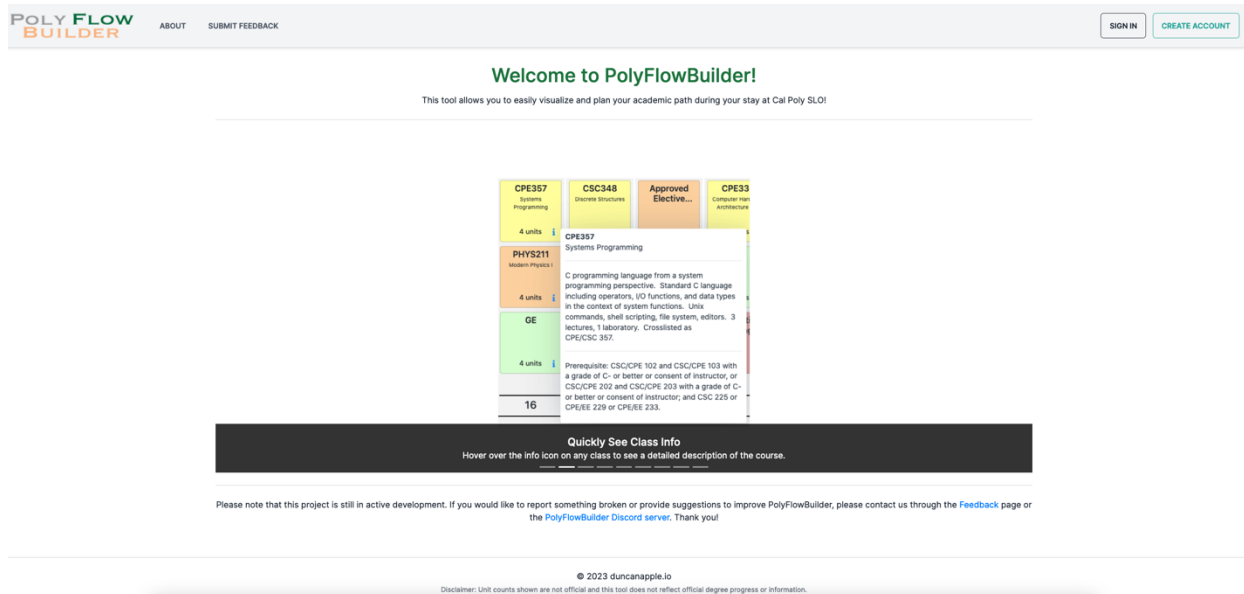 POLY FLOW
BUILDER
ABOUT
SUBMIT FEEDBACK
SIGN IN
CREATE ACCOUNT
Welcome to PolyFlowBuilder!
This tool allows you to easily visualize and plan your academic path during your stay at Cal Poly SLO!
CPE357
Systems
Programming
4 units
CSC348
Discrete Structures
Approved
Elective...
CPE33
Computer Har
Architecture
PHYS211
Modern Physics I
4 units
GE
4 units
16
CPE357
Systems Programming
C programming language from a system
programming perspective. Standard C language
including operators, I/O functions, and data types
in the context of system functions. Unix
commands, shell scripting, file system, editors. 3
lectures, 1 laboratory. Crosslisted as
CPE/CSC 357.
Prerequisite: CSC/CPE 102 and CSC/CPE 103 with
a grade of C- or better or consent of instructor, or
CSC/CPE 202 and CSC/CPE 203 with a grade of C-
or better or consent of instructor; and CSC 225 or
CPE/EE 229 or CPE/EE 233.
Quickly See Class Info
Hover over the info icon on any class to see a detailed description of the course.
Please note that this project is still in active development. If you would like to report something broken or provide suggestions to improve PolyFlowBuilder, please contact us through the Feedback page or
the PolyFlowBuilder Discord server. Thank you!
© 2023 duncanapple.io
Disclaimer: Unit counts shown are not official and this tool does not reflect official degree progress or information.